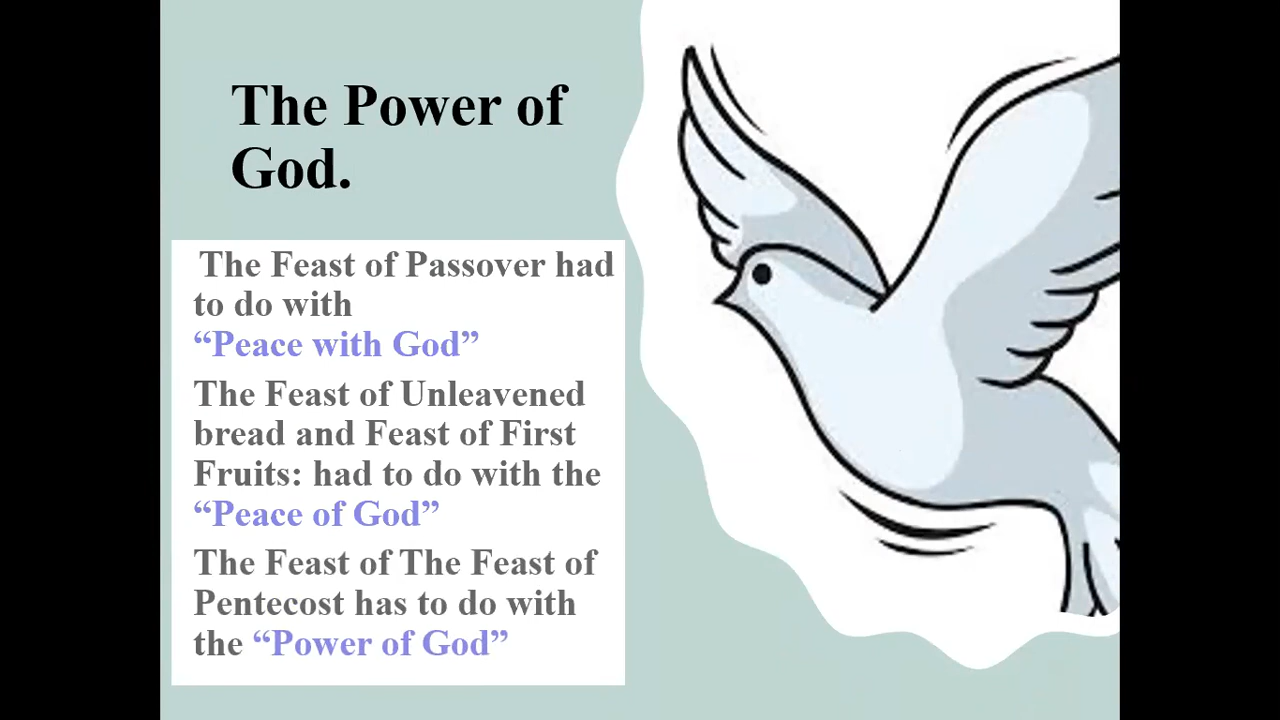 The Power of
God.
The Feast of Passover had
to do with
“Peace with God”
The Feast of Unleavened
bread and Feast of First
Fruits: had to do with the
“Peace of God”
The Feast of The Feast of
Pentecost has to do with
the “Power of God”